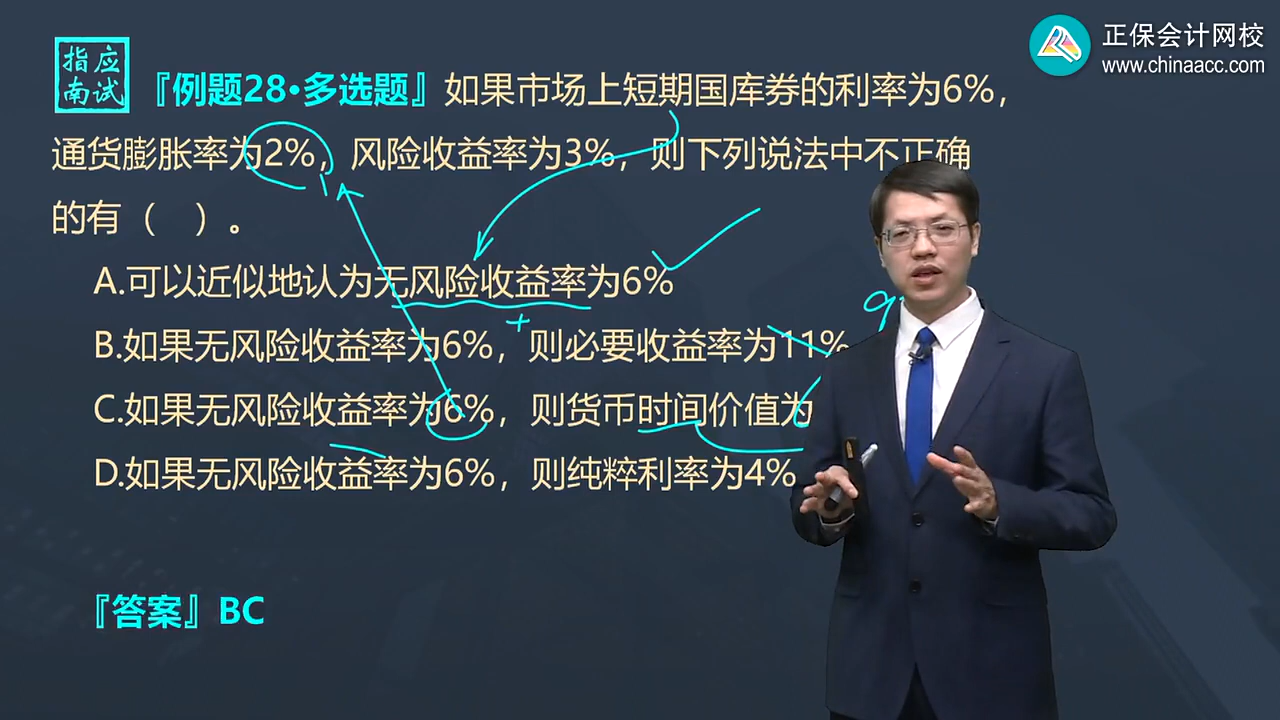 正保会计网校
www.chinaacc.com
应试指南
『例题28·多选题』如果市场上短期国库券的利率为6%，
通货膨胀率为2%，风险收益率为3%，则下列说法中不正确
的有（ ）。
A.可以近似地认为无风险收益率为6%
B.如果无风险收益率为6%，则必要收益率为11%
C.如果无风险收益率为6%，则货币时间价值为
D.如果无风险收益率为6%，则纯粹利率为4%
『答案』BC